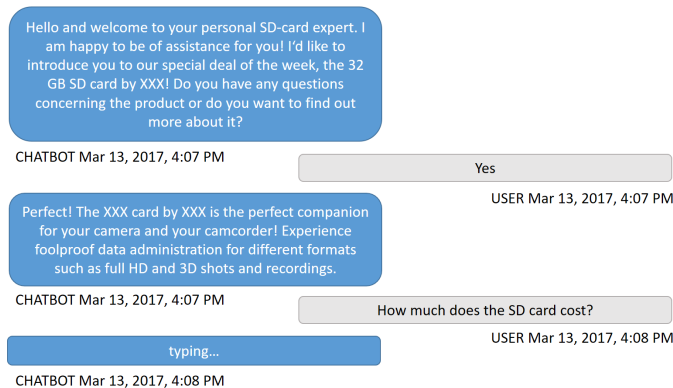 Hello and welcome to your personal SD-card expert. I
am happy to be of assistance for you! I'd like to
introduce you to our special deal of the week, the 32
GB SD card by XXX! Do you have any questions
concerning the product or do you want to find out
more about it?
CHATBOT Mar 13, 2017, 4:07 PM
Yes
USER Mar 13, 2017, 4:07 PM
Perfect! The XXX card by XXX is the perfect companion
for your camera and your camcorder! Experience
foolproof data administration for different formats
such as full HD and 3D shots and recordings.
CHATBOT Mar 13, 2017, 4:07 PM
How much does the SD card cost?
USER Mar 13, 2017, 4:08 PM
typing...
CHATBOT Mar 13, 2017, 4:08 PM